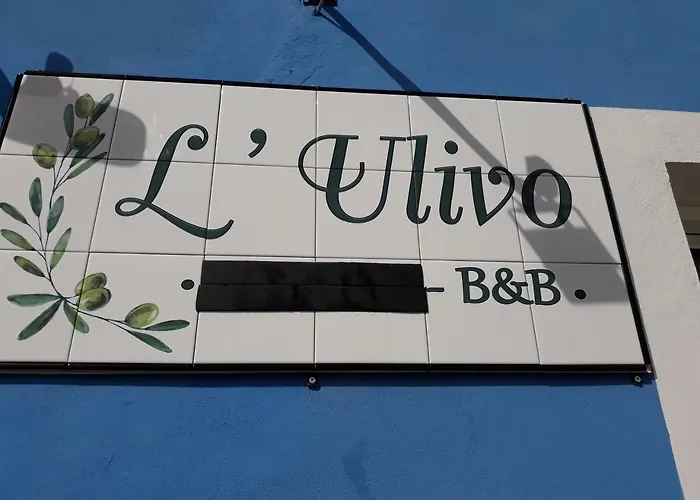 L' Ulivo
• - B&B •